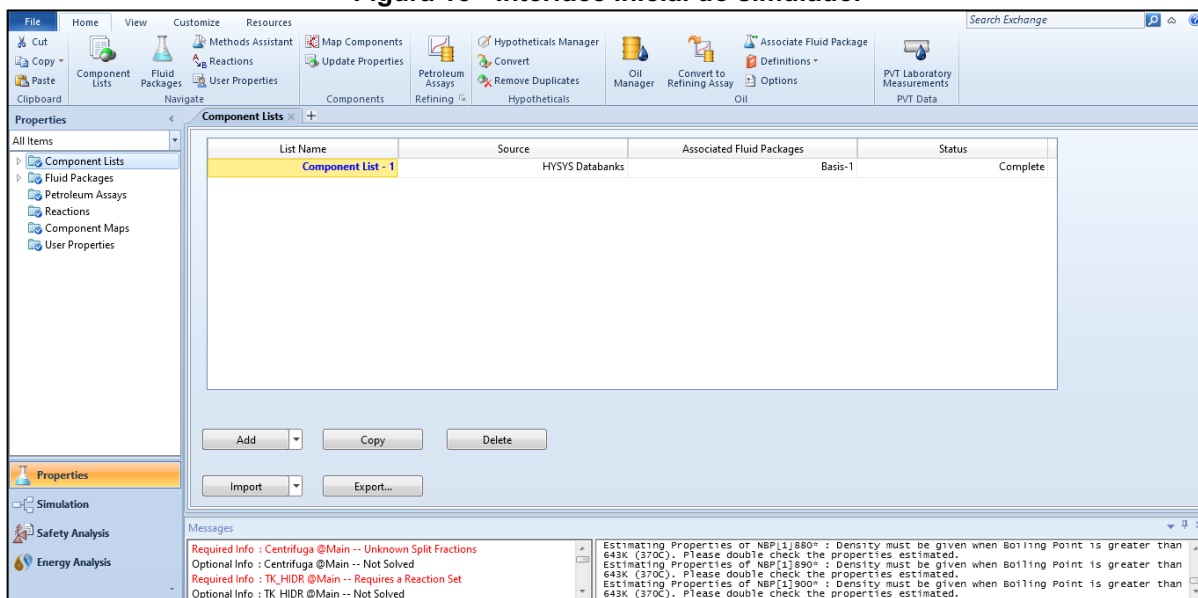 Figura 10 - Interface inicial do simulador
File Home View Customize Resources Search Exchange
Cut
Copy
Paste
Clipboard
Component Lists
Fluid Packages
Methods Assistant
Reactions
User Properties
Navigate
Map Components
Update Properties
Components
Petroleum Assays
Refining
Hypotheticals Manager
Convert
Remove Duplicates
Hypotheticals
Oil Manager
Convert to Refining Assay
Associate Fluid Package
Definitions
Options
Oil
PVT Laboratory Measurements
PVT Data
Properties <
All Items
Component Lists
Fluid Packages
Petroleum Assays
Reactions
Component Maps
User Properties
Properties
Simulation
Safety Analysis
Energy Analysis
Component Lists × +
List Name Source Associated Fluid Packages Status
Component List - 1 HYSYS Databanks Basis-1 Complete
Add Copy Delete
Import Export...
Messages
Required Info : Centrifuga @Main -- Unknown Split Fractions
Optional Info : Centrifuga @Main -- Not Solved
Required Info : TK_HIDR @Main -- Requires a Reaction Set
Optional Info : TK_HIDR @Main -- Not Solved
Estimating Properties of NBP[1]880* : Density must be given when Boiling Point is greater than
643K (370C). Please double check the properties estimated.
Estimating Properties of NBP[1]890* : Density must be given when Boiling Point is greater than
643K (370C). Please double check the properties estimated.
Estimating Properties of NBP[1]900* : Density must be given when Boiling Point is greater than
643K (370C). Please double check the properties estimated.